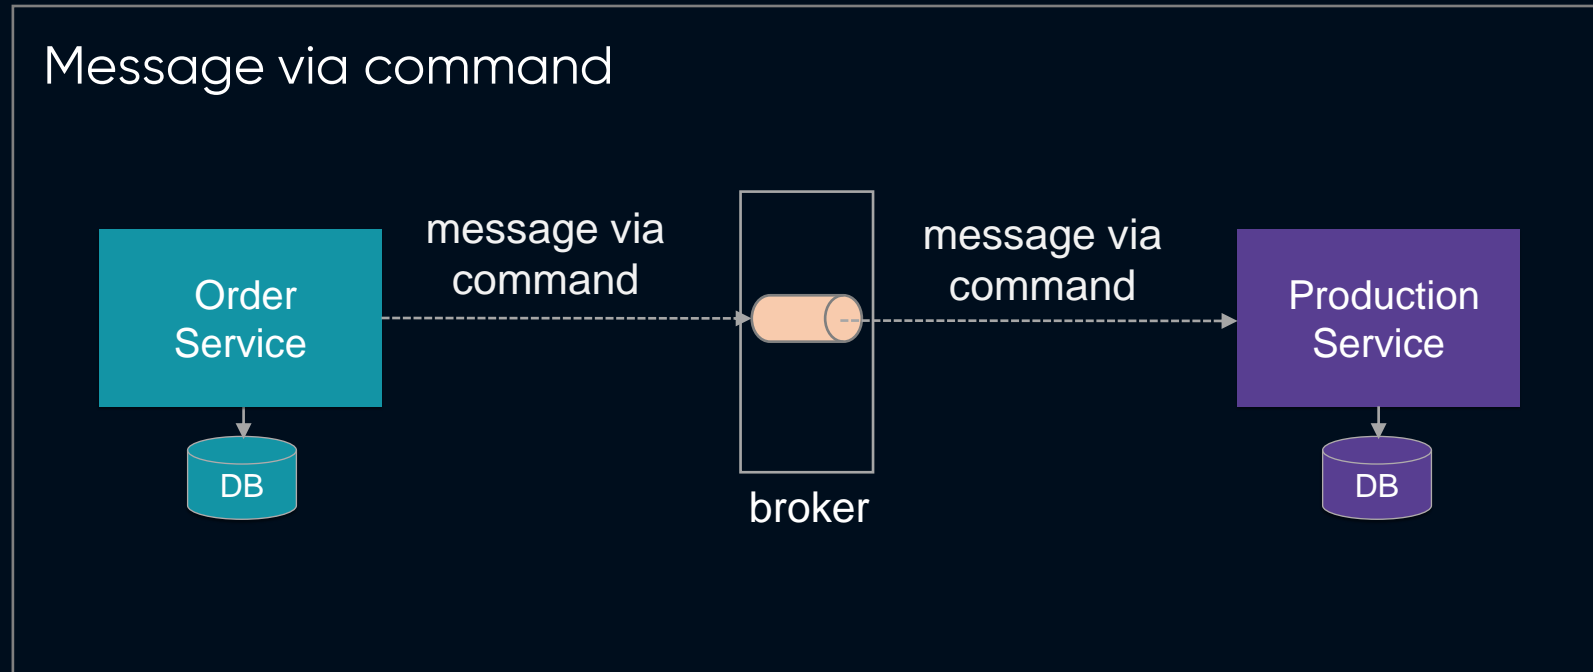 Message via command
message via
command
message via
command
Order
Service
Production
Service
DB
DB
broker